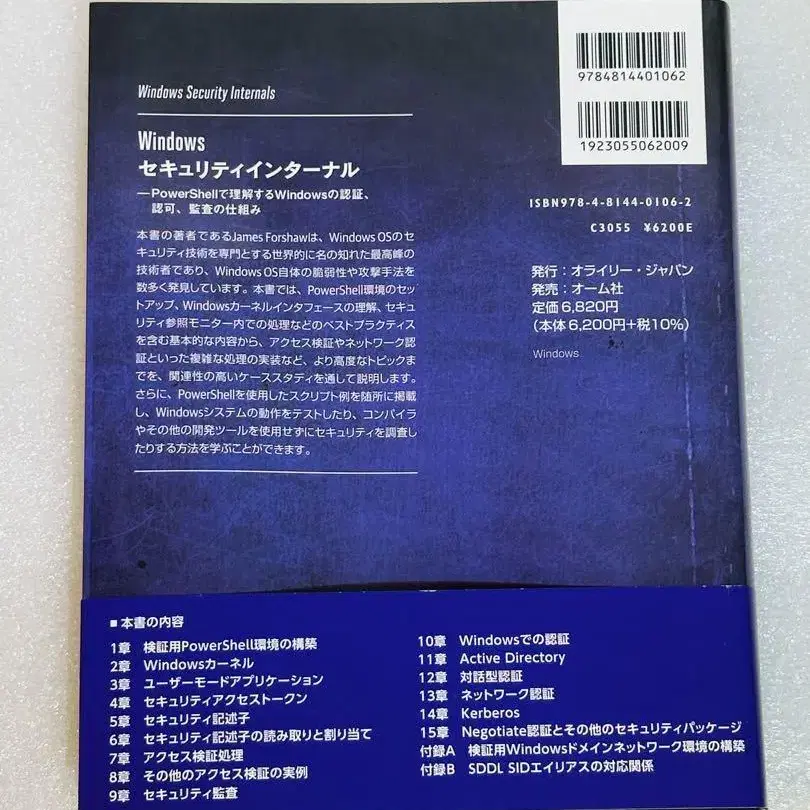 9784814401062
1923055062009
Windows Security Internals
Windows
セキュリティインターナル
―PowerShellで理解するWindowsの認証、
認可、監査の仕組み
本書の著者であるJames Forshawは、Windows OSのセ
キュリティ技術を専門とする世界的に名の知れた最高峰の
技術者であり、Windows OS自体の脆弱性や攻撃手法を
数多く発見しています。本書では、PowerShell環境のセッ
トアップ、Windowsカーネルインタフェースの理解、セキュ
リティ参照モニター内での処理などのベストプラクティス
を含む基本的な内容から、アクセス検証やネットワーク認
証といった複雑な処理の実装など、より高度なトピックま
でを、関連性の高いケーススタディを通して説明します。
さらに、PowerShellを使用したスクリプト例を随所に掲載
し、Windowsシステムの動作をテストしたり、コンパイラ
やその他の開発ツールを使用せずにセキュリティを調査し
たりする方法を学ぶことができます。
ISBN978-4-8144-0106-2
C3055 ¥6200E
発行：オライリー・ジャパン
発売：オーム社
定価6,820円
（本体6,200円+税10%）
Windows
■ 本書の内容
1章 検証用PowerShell環境の構築
2章 Windowsカーネル
3章 ユーザーモードアプリケーション
4章 セキュリティアクセストークン
5章 セキュリティ記述子
6章 セキュリティ記述子の読み取りと割り当て
7章 アクセス検証処理
8章 その他のアクセス検証の実例
9章 セキュリティ監査
10章 Windowsでの認証
11章 Active Directory
12章 対話型認証
13章 ネットワーク認証
14章 Kerberos
15章 Negotiate認証とその他のセキュリティパッケージ
付録A 検証用Windowsドメインネットワーク環境の構築
付録B SDDL SIDエイリアスの対応関係